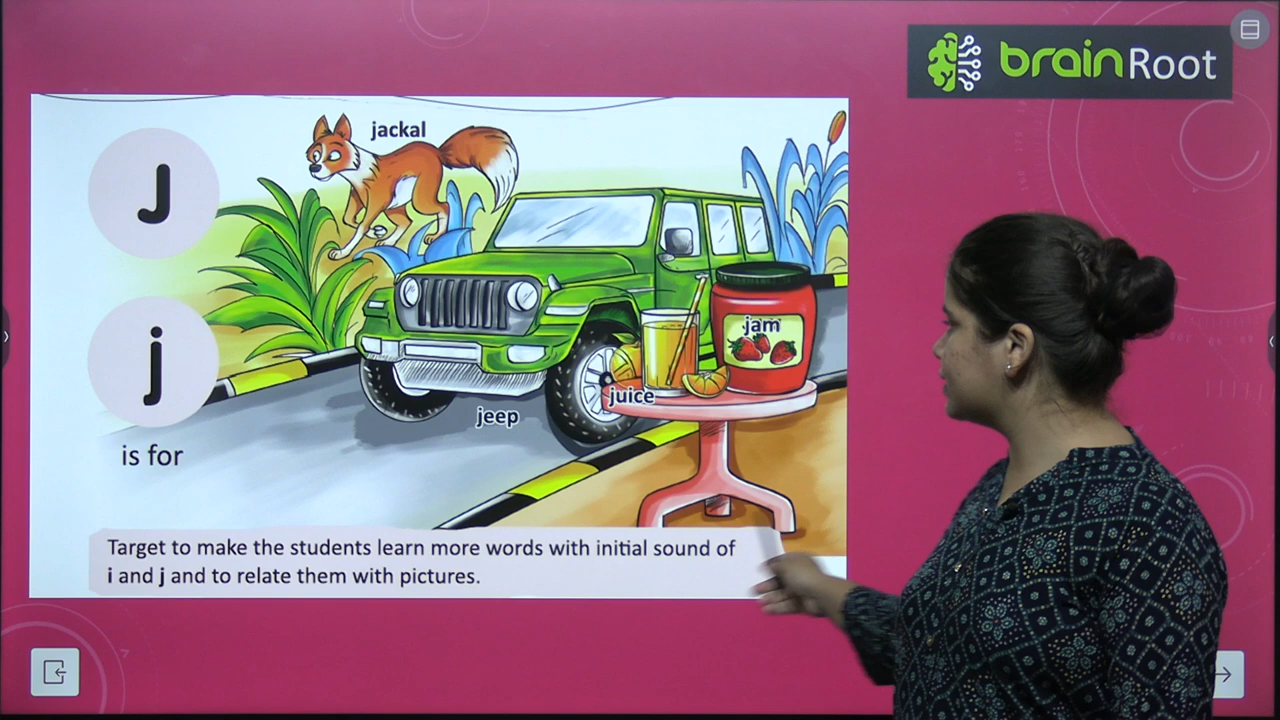 brainRoot
J
jackal
j
jam
juice
jeep
is for
Target to make the students learn more words with initial sound of
i and j and to relate them with pictures.